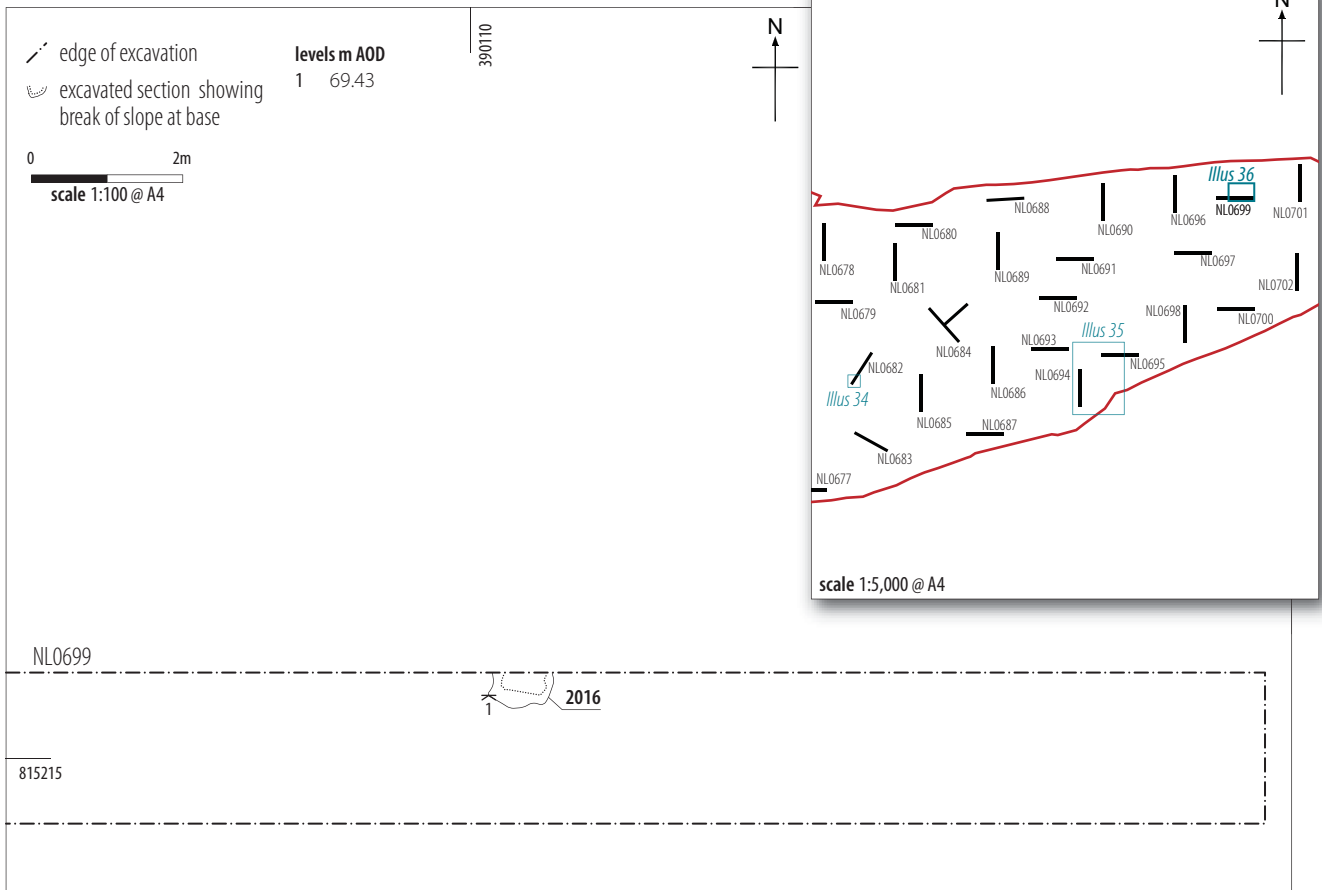 edge of excavation
excavated section showing
break of slope at base
levels m AOD
1 69.43
0 2m
scale 1:100 @ A4
390110
N
N
Illus 36
NL0699
NL0701
NL0688
NL0696
NL0690
NL0680
NL0678
NL0681
NL0689
NL0691
NL0697
NL0702
NL0679
NL0692
NL0698
NL0700
NL0684
Illus 35
NL0693
NL0695
NL0682
NL0694
Illus 34
NL0686
NL0685
NL0687
NL0683
NL0677
scale 1:5,000 @ A4
NL0699
2016
1
815215